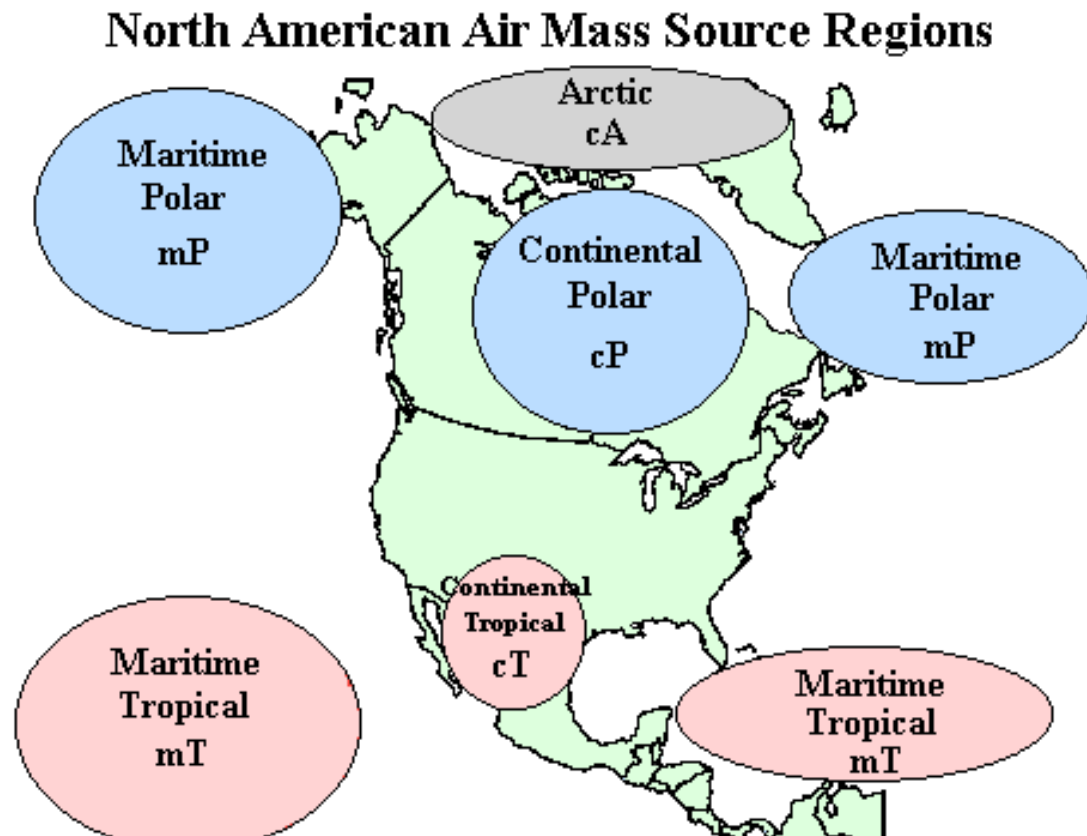 North American Air Mass Source Regions
Arctic
cA
Maritime
Polar
mP
Continental
Polar
cP
Maritime
Polar
mP
Continental
Tropical
cT
Maritime
Tropical
mT
Maritime
Tropical
mT